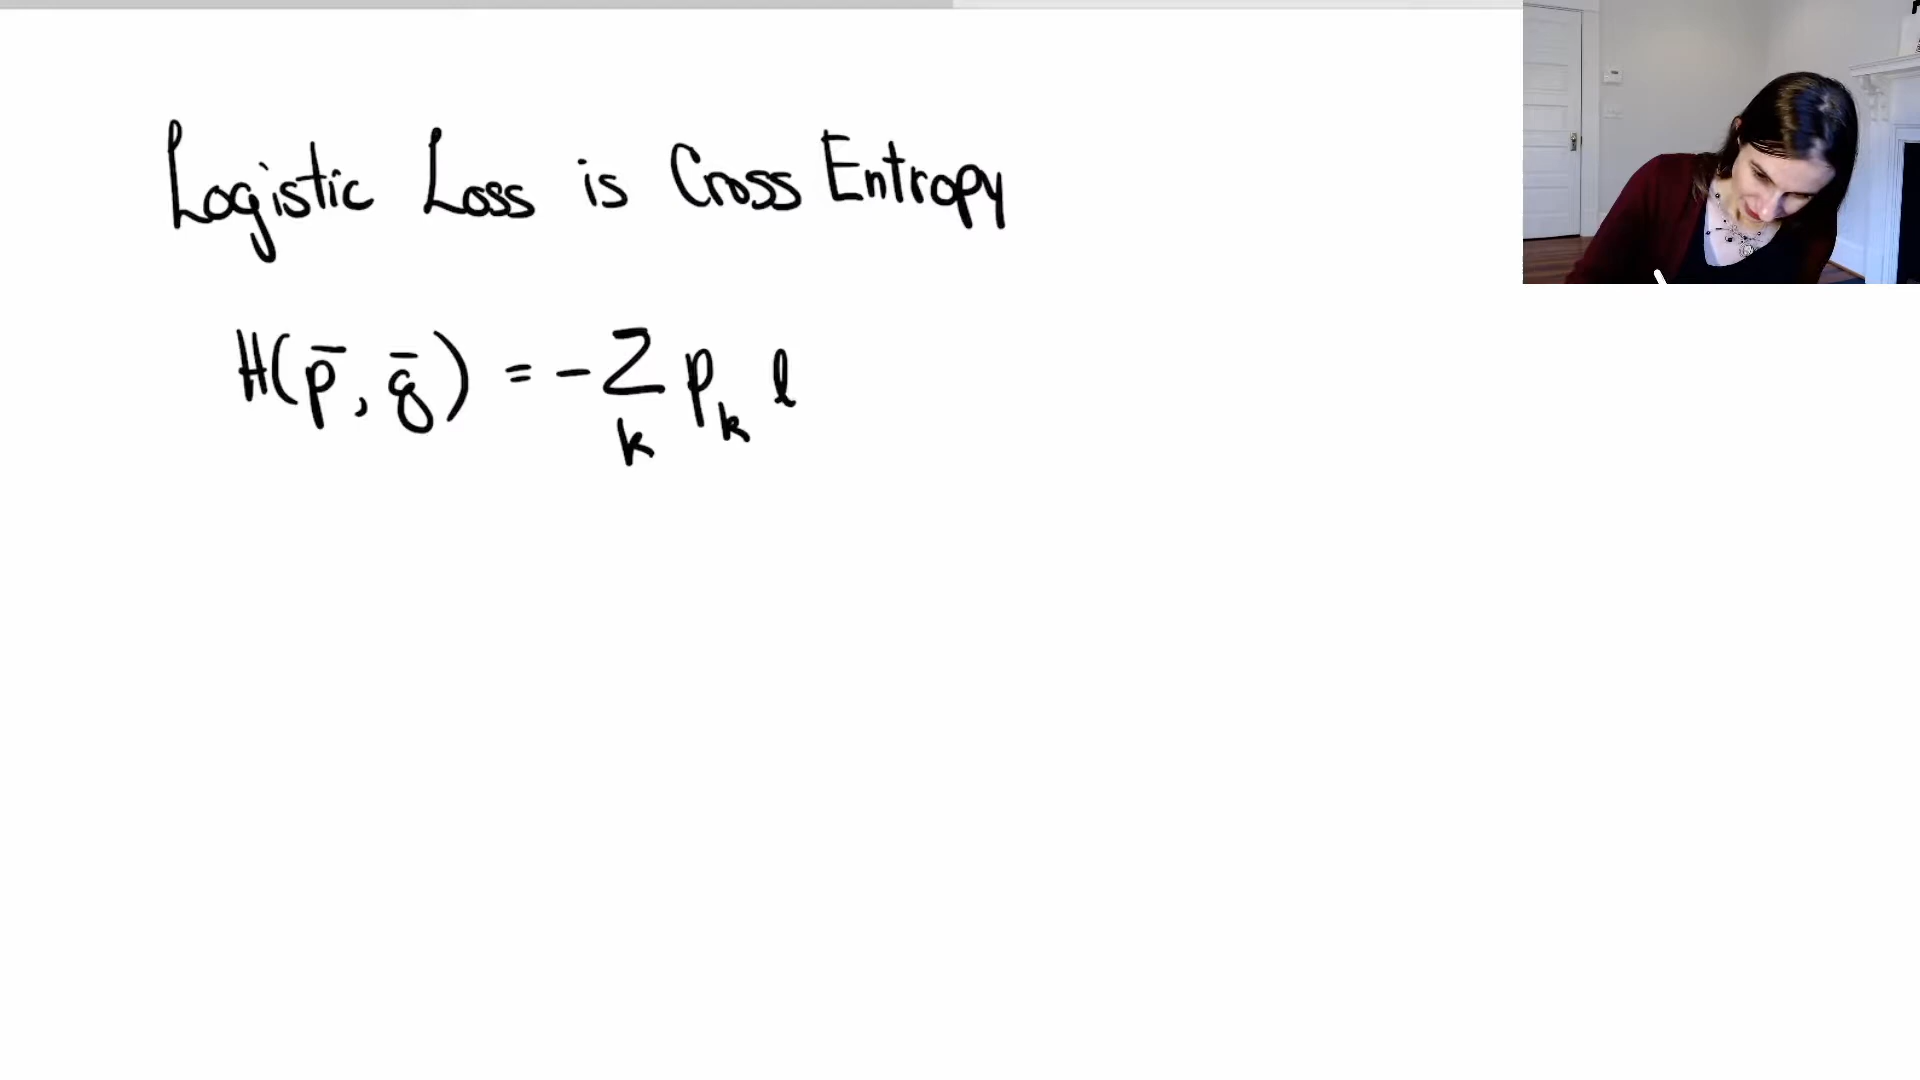 Logistic Loss is Cross Entropy
H(p̄, q̄) = -Σ_k p_k l